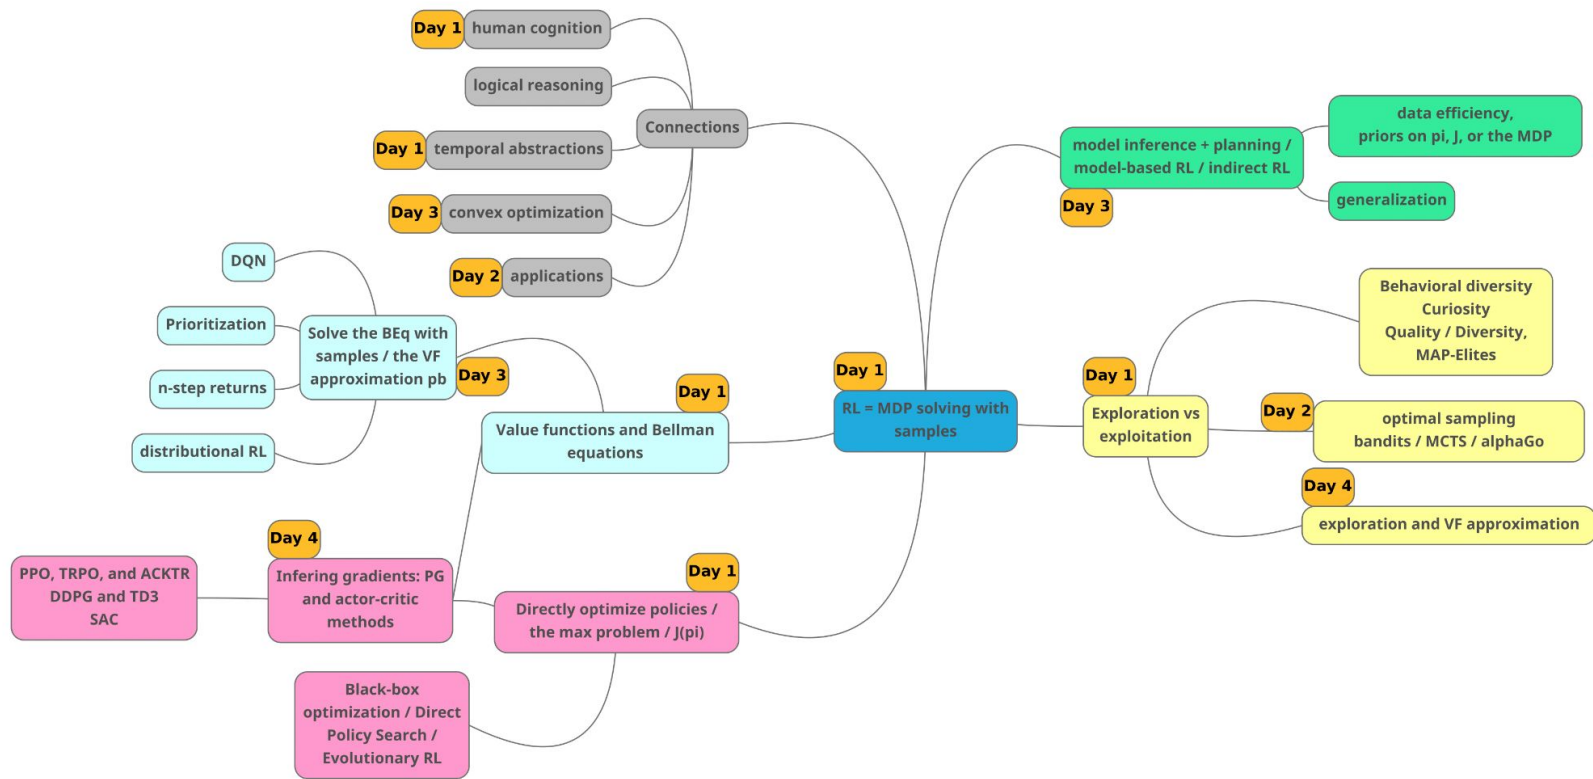 Day 1
human cognition
logical reasoning
Day 1
temporal abstractions
Day 3
convex optimization
Day 2
applications
Connections
DQN
Prioritization
n-step returns
distributional RL
Solve the BEq with
samples / the VF
approximation pb
Day 3
Day 1
Value functions and Bellman
equations
Day 4
Infering gradients: PG
and actor-critic
methods
PPO, TRPO, and ACKTR
DDPG and TD3
SAC
Day 1
Directly optimize policies /
the max problem / J(pi)
Black-box
optimization / Direct
Policy Search /
Evolutionary RL
Day 1
RL = MDP solving with
samples
model inference + planning /
model-based RL / indirect RL
Day 3
data efficiency,
priors on pi, J, or the MDP
generalization
Day 1
Exploration vs
exploitation
Behavioral diversity
Curiosity
Quality / Diversity,
MAP-Elites
Day 2
optimal sampling
bandits / MCTS / alphaGo
Day 4
exploration and VF approximation